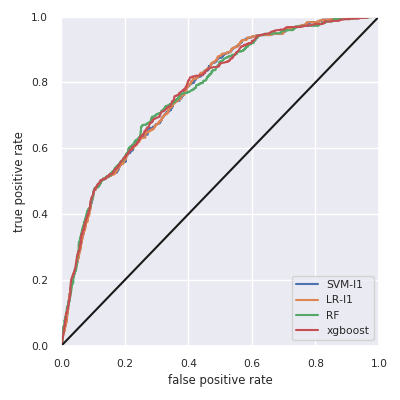 1.0
0.8
0.6
0.4
0.2
0.0
true positive rate
0.0 0.2 0.4 0.6 0.8 1.0
false positive rate
SVM-l1
LR-l1
RF
xgboost